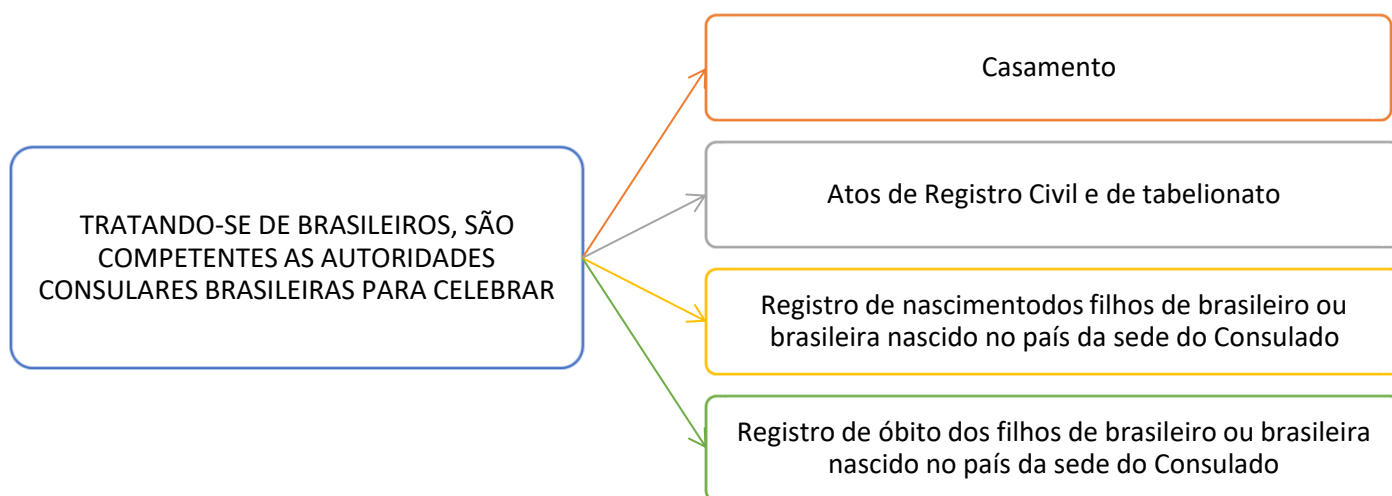 TRATANDO-SE DE BRASILEIROS, SÃO
COMPETENTES AS AUTORIDADES
CONSULARES BRASILEIRAS PARA CELEBRAR
Casamento
Atos de Registro Civil e de tabelionato
Registro de nascimentodos filhos de brasileiro ou
brasileira nascido no país da sede do Consulado
Registro de óbito dos filhos de brasileiro ou brasileira
nascido no país da sede do Consulado